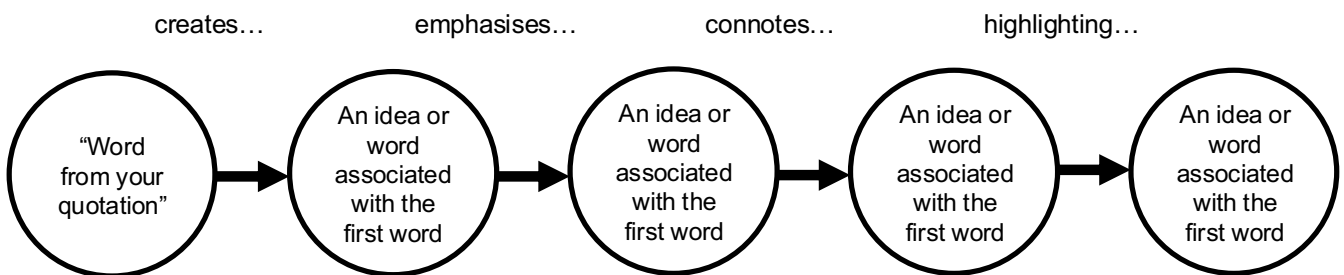 creates… emphasises… connotes… highlighting…
“Word
from your
quotation”
An idea or
word
associated
with the
first word
An idea or
word
associated
with the
first word
An idea or
word
associated
with the
first word
An idea or
word
associated
with the
first word